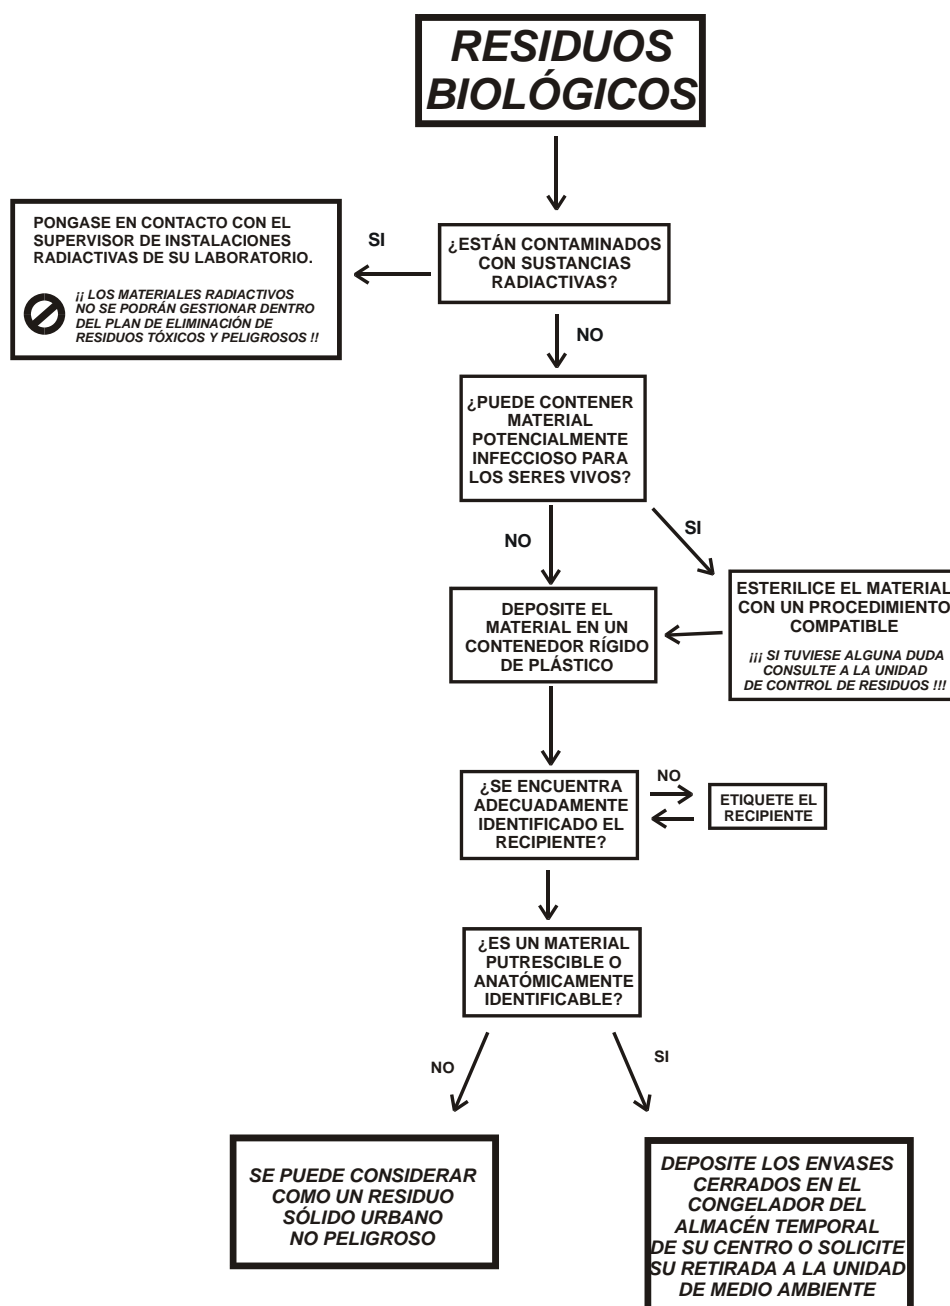 RESIDUOS
BIOLÓGICOS
PONGASE EN CONTACTO CON EL
SUPERVISOR DE INSTALACIONES
RADIACTIVAS DE SU LABORATORIO.
¡¡ LOS MATERIALES RADIACTIVOS
NO SE PODRÁN GESTIONAR DENTRO
DEL PLAN DE ELIMINACIÓN DE
RESIDUOS TÓXICOS Y PELIGROSOS !!
SI
¿ESTÁN CONTAMINADOS
CON SUSTANCIAS
RADIACTIVAS?
NO
¿PUEDE CONTENER
MATERIAL
POTENCIALMENTE
INFECCIOSO PARA
LOS SERES VIVOS?
NO
SI
ESTERILICE EL MATERIAL
CON UN PROCEDIMIENTO
COMPATIBLE
¡¡¡ SI TUVIESE ALGUNA DUDA
CONSULTE A LA UNIDAD
DE CONTROL DE RESIDUOS !!!
DEPOSITE EL
MATERIAL EN UN
CONTENEDOR RÍGIDO
DE PLÁSTICO
¿SE ENCUENTRA
ADECUADAMENTE
IDENTIFICADO EL
RECIPIENTE?
NO
ETIQUETE EL
RECIPIENTE
¿ES UN MATERIAL
PUTRESCIBLE O
ANATÓMICAMENTE
IDENTIFICABLE?
NO
SI
SE PUEDE CONSIDERAR
COMO UN RESIDUO
SÓLIDO URBANO
NO PELIGROSO
DEPOSITE LOS ENVASES
CERRADOS EN EL
CONGELADOR DEL
ALMACÉN TEMPORAL
DE SU CENTRO O SOLICITE
SU RETIRADA A LA UNIDAD
DE MEDIO AMBIENTE